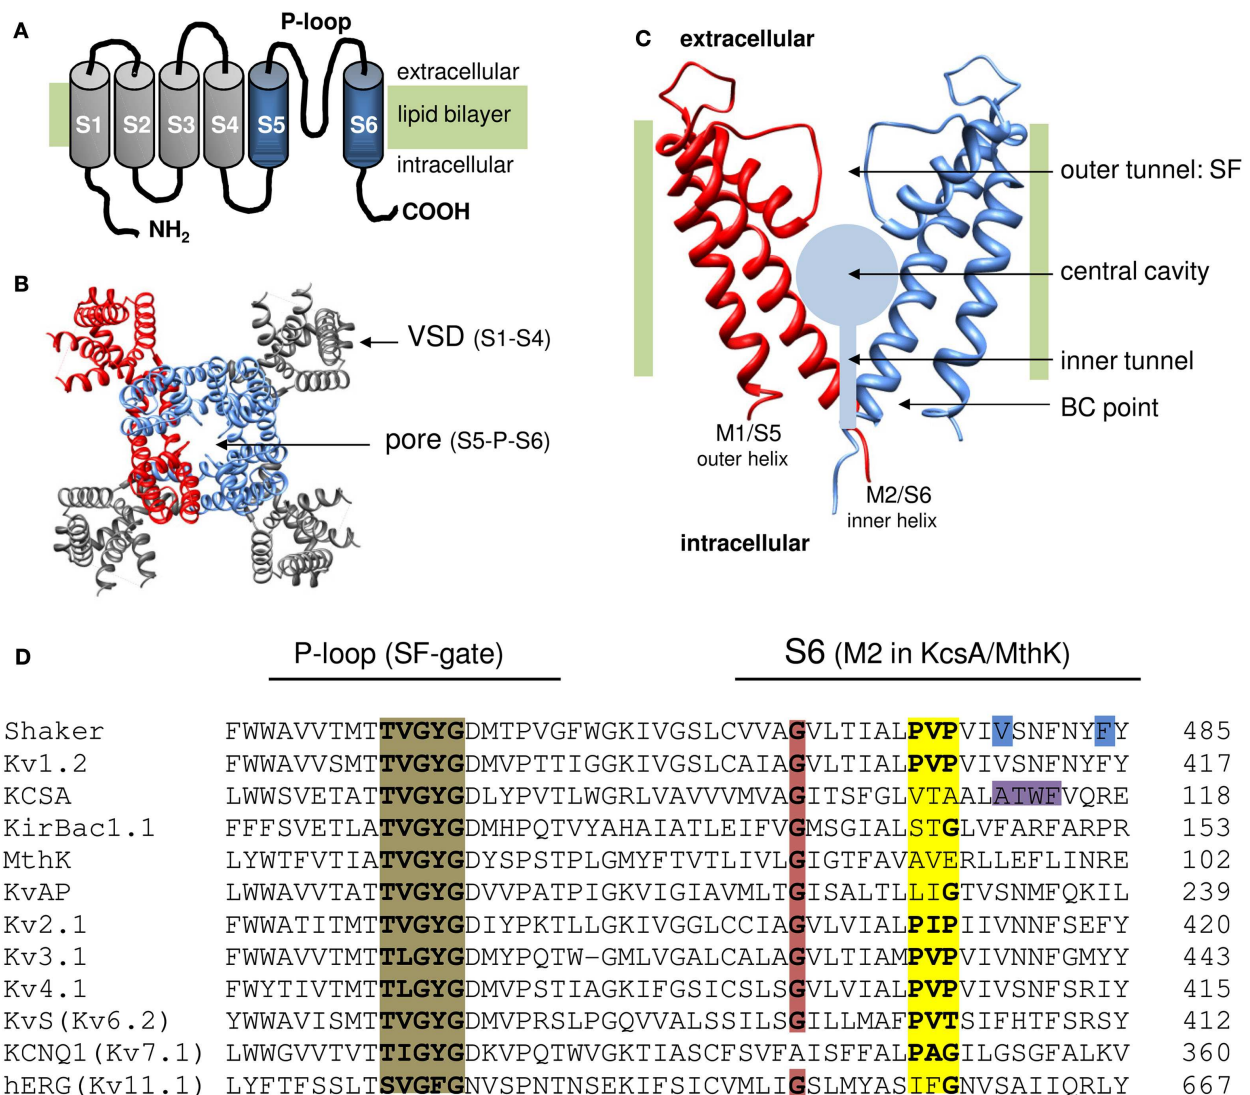 A
P-loop
extracellular
S1 S2 S3 S4 S5 S6
lipid bilayer
intracellular
NH2
COOH
B
VSD (S1-S4)
pore (S5-P-S6)
C
extracellular
outer tunnel: SF
central cavity
inner tunnel
BC point
M1/S5
outer helix
M2/S6
inner helix
intracellular
D
P-loop (SF-gate)
S6 (M2 in KcsA/MthK)
Shaker FWWAVVTMTTVGYGDMTPVGFWGKIVGSLCVVAGVLTIALPVPVIVSNFNYFY 485
Kv1.2 FWWAVVSMTTVGYGDMVPTTIGGKIVGSLCAIAGVLTIALPVPVIVSNFNYFY 417
KCSA LWWSVETATTVGYGDLYPVTLWGRLVAVVVMVAGITSFGLVTAALATWFVQRE 118
KirBac1.1 FFFSVETLATVGYGDMHPQTVYAHAIATLEIFVGMSGIALSTGLVFARFARPR 153
MthK LYWTFVTIATVGYGDYSPSTPLGMYFTVTLIVLGIGTFAVAVERLLEFLINRE 102
KvAP LWWAVVTATTVGYGDVVPATPIGKVIGIAVMLTGISALTLLIGTVSNMFQKIL 239
Kv2.1 FWWATITMTTVGYGDIYPKTLLGKIVGGLCCIAGVLVIALPIPIIVNNFSEFY 420
Kv3.1 FWWAVVTMTTLGYGDMYPQTW-GMLVGALCALAGVLTIAMPVPVIVNNFGMYY 443
Kv4.1 FWYTIVTMTTLGYGDMVPSTIAGKIFGSICSLSGVLVIALPVPVIVSNFSRIY 415
KvS(Kv6.2) YWWAVISMTTVGYGDMVPRSLPGQVVALSSILSGILLMAFPVTSIFHTFSRSY 412
KCNQ1(Kv7.1) LWWGVVTVTTIGYGDKVPQTWVGKTIASCFSVFAISFFALPAGILGSGFALKV 360
hERG(Kv11.1) LYFTFSSLTSVGFGNVSPNTNSEKIFSICVMLIGSLMYASIFGNVSAIIQRLY 667